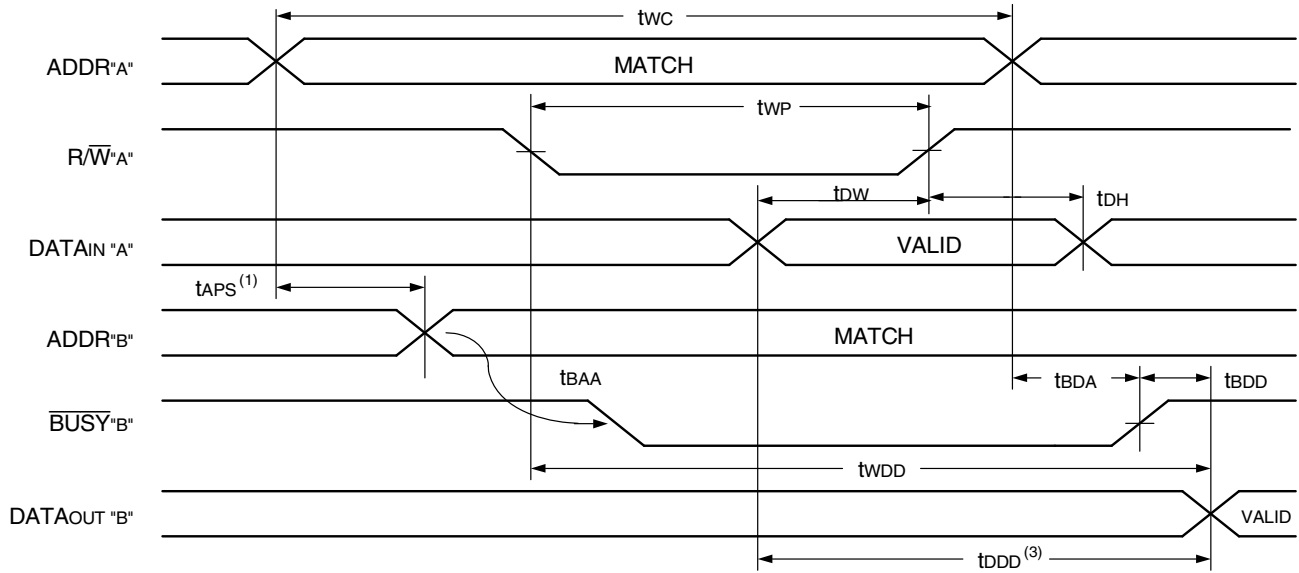 tWC
ADDR"A"
MATCH
tWP
R/W̅"A"
tDW
tDH
DATAIN "A"
VALID
tAPS (1)
ADDR"B"
MATCH
tBAA
tBDA
tBDD
B̅U̅S̅Y̅"B"
tWDD
DATAOUT "B"
VALID
tDDD (3)